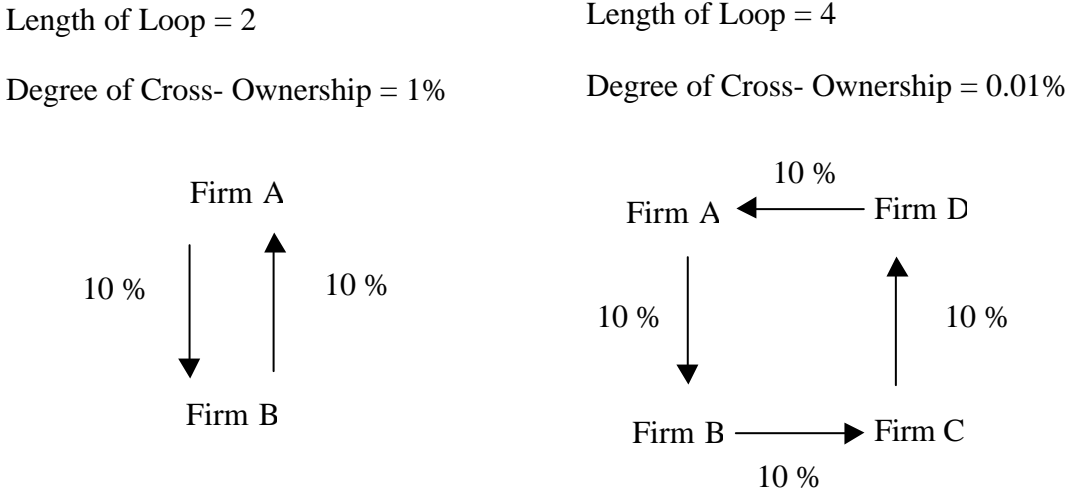 Length of Loop = 2
Degree of Cross- Ownership = 1%
Firm A
10 %
10 %
Firm B
Length of Loop = 4
Degree of Cross- Ownership = 0.01%
10 %
Firm A
Firm D
10 %
10 %
Firm B
Firm C
10 %